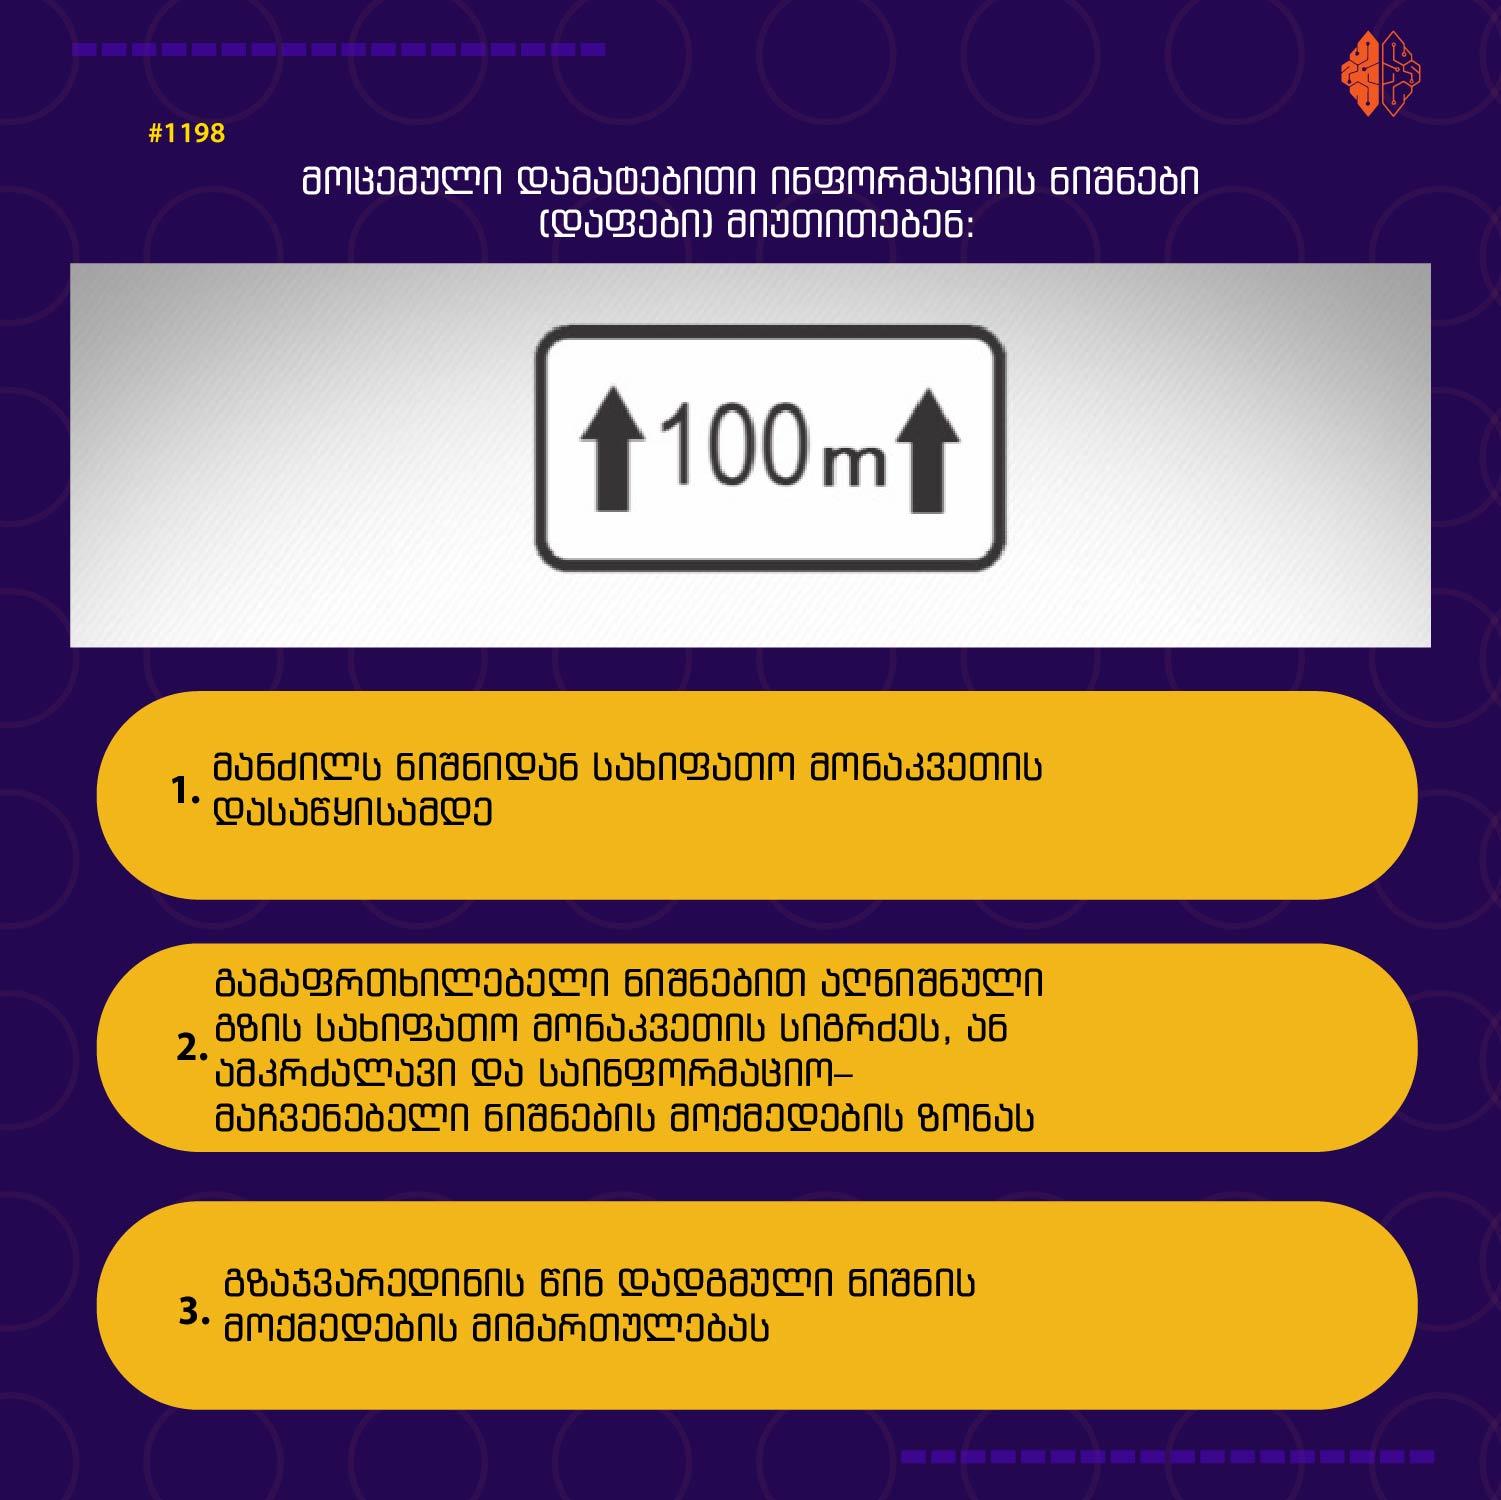 #1198
მოცემული დამატებითი ინფორმაციის ნიშნები
(დაფები) მიუთითებენ:
100 m
1. მანძილს ნიშნიდან სახიფათო მონაკვეთის
დასაწყისამდე
2. გამაფრთხილებელი ნიშნებით აღნიშნული
გზის სახიფათო მონაკვეთის სიგრძეს, ან
ამკრძალავი და საინფორმაციო–
მაჩვენებელი ნიშნების მოქმედების ზონას
3. გზაჯვარედინის წინ დადგმული ნიშნის
მოქმედების მიმართულებას